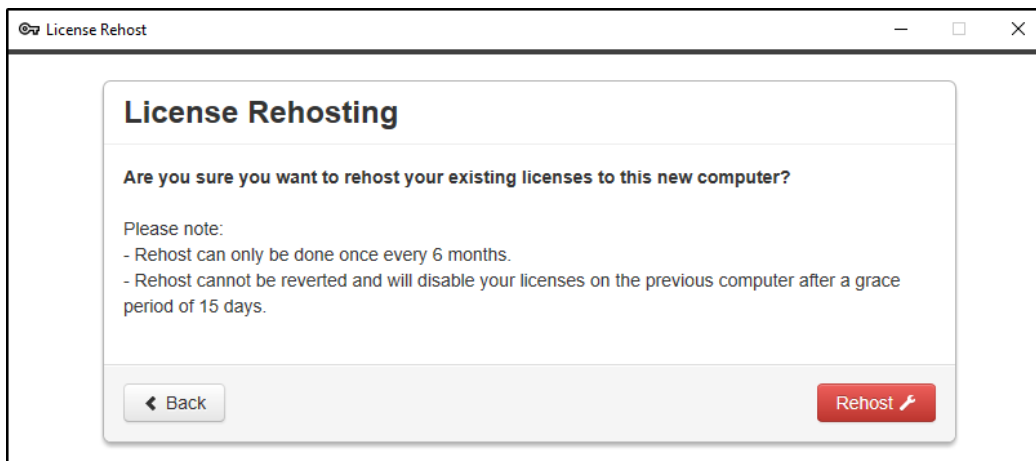 License Rehost
License Rehosting
Are you sure you want to rehost your existing licenses to this new computer?
Please note:
- Rehost can only be done once every 6 months.
- Rehost cannot be reverted and will disable your licenses on the previous computer after a grace
period of 15 days.
Back
Rehost